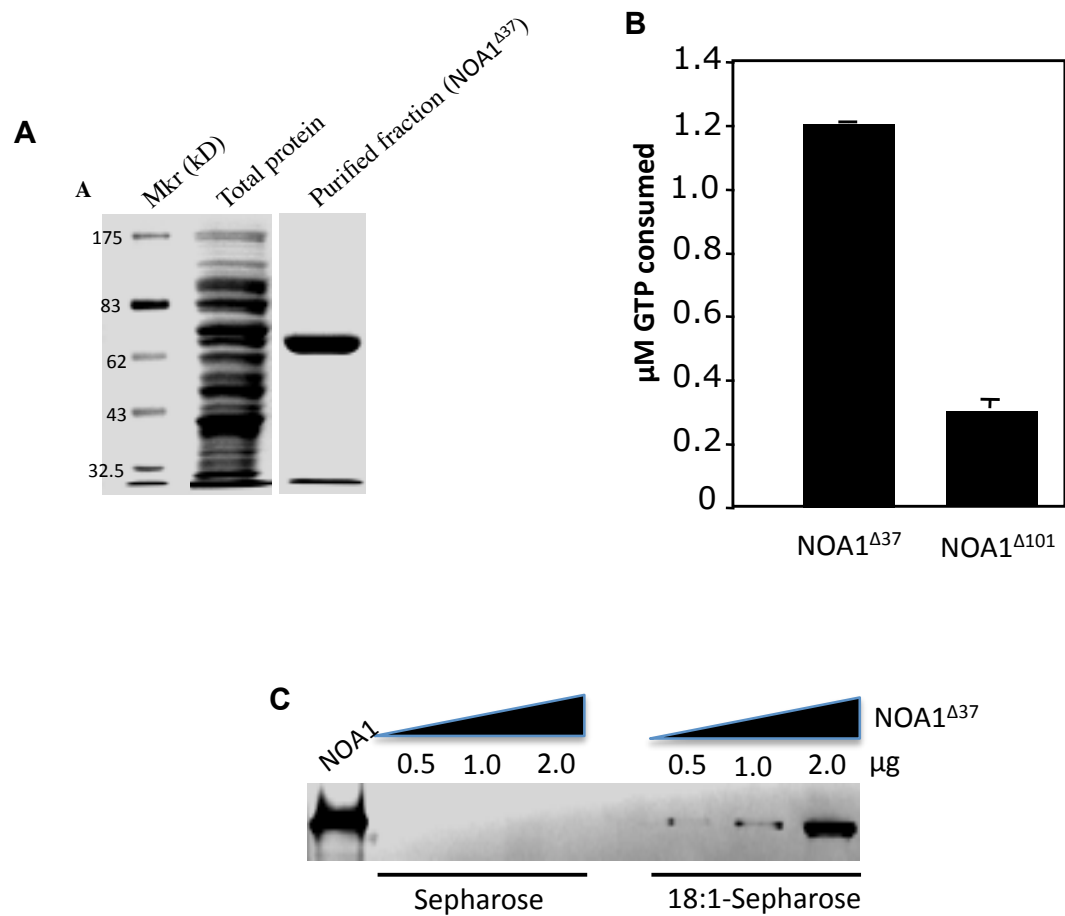 A
A
Mkr (kD)
Total protein
Purified fraction (NOA1Δ37)
175
83
62
43
32.5
B
1.4
1.2
1.0
0.8
0.6
0.4
0.2
0
µM GTP consumed
NOA1Δ37 NOA1Δ101
C
NOA1
NOA1Δ37
0.5 1.0 2.0 0.5 1.0 2.0 µg
Sepharose 18:1-Sepharose